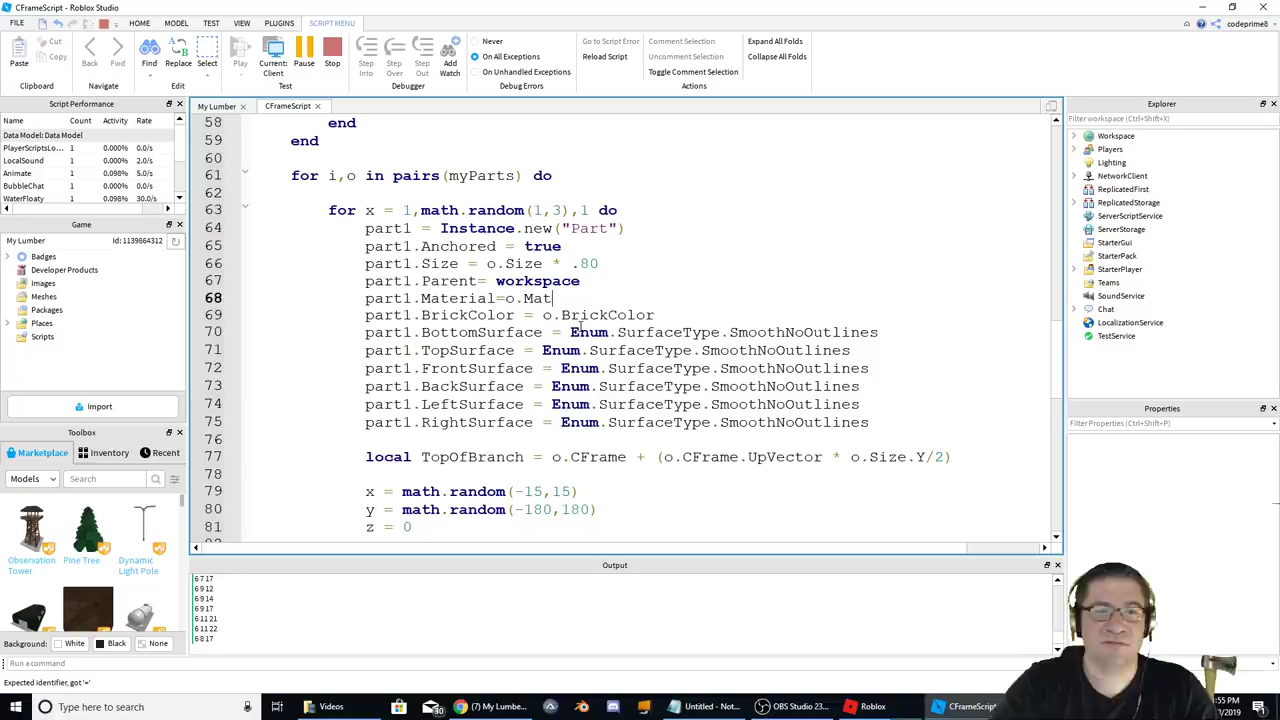 CFrameScript - Roblox Studio
FILE HOME MODEL TEST VIEW PLUGINS SCRIPT MENU codeprime8
Paste Cut Copy Back Fwd Find Replace Select Play Current: Client Pause Stop Step Into Step Over Step Out Add Watch
Never
On All Exceptions
On Unhandled Exceptions
Go to Script Error
Reload Script
Comment Selection
Uncomment Selection
Toggle Comment Selection
Expand All Folds
Collapse All Folds
Clipboard Navigate Edit Test Debugger Debug Errors Actions
Script Performance
Name Count Activity Rate
Data Model: Data Model
PlayerScriptsLo... 1 0.000% 0.0/s
LocalSound 1 0.000% 2.0/s
Animate 1 0.098% 5.0/s
BubbleChat 1 0.000% 0.0/s
WaterFloaty 1 0.098% 30.0/s
Game
My Lumber Id: 1139864312
Badges
Developer Products
Images
Meshes
Packages
Places
Scripts
Import
Toolbox
Marketplace Inventory Recent
Models Search
Observation Tower
Pine Tree
Dynamic Light Pole
Background: White Black None
My Lumber CFrameScript
58 end
59 end
60
61 for i,o in pairs(myParts) do
62
63 for x = 1,math.random(1,3),1 do
64 part1 = Instance.new("Part")
65 part1.Anchored = true
66 part1.Size = o.Size * .80
67 part1.Parent= workspace
68 part1.Material=o.Mat
69 part1.BrickColor = o.BrickColor
70 part1.BottomSurface = Enum.SurfaceType.SmoothNoOutlines
71 part1.TopSurface = Enum.SurfaceType.SmoothNoOutlines
72 part1.FrontSurface = Enum.SurfaceType.SmoothNoOutlines
73 part1.BackSurface = Enum.SurfaceType.SmoothNoOutlines
74 part1.LeftSurface = Enum.SurfaceType.SmoothNoOutlines
75 part1.RightSurface = Enum.SurfaceType.SmoothNoOutlines
76
77 local TopOfBranch = o.CFrame + (o.CFrame.UpVector * o.Size.Y/2)
78
79 x = math.random(-15,15)
80 y = math.random(-180,180)
81 z = 0
Output
6 7 17
6 9 12
6 9 14
6 9 17
6 11 21
6 11 22
6 8 17
Explorer
Filter workspace (Ctrl+Shift+X)
Workspace
Players
Lighting
NetworkClient
ReplicatedFirst
ReplicatedStorage
ServerScriptService
ServerStorage
StarterGui
StarterPack
StarterPlayer
Teams
SoundService
Chat
LocalizationService
TestService
Properties
Filter Properties (Ctrl+Shift+P)
Run a command
Expected identifier, got '='
Type here to search Videos 30 (7) My Lumbe... Untitled - Not... OBS Studio 23... Roblox CFrameScrip
:55 PM
/2019